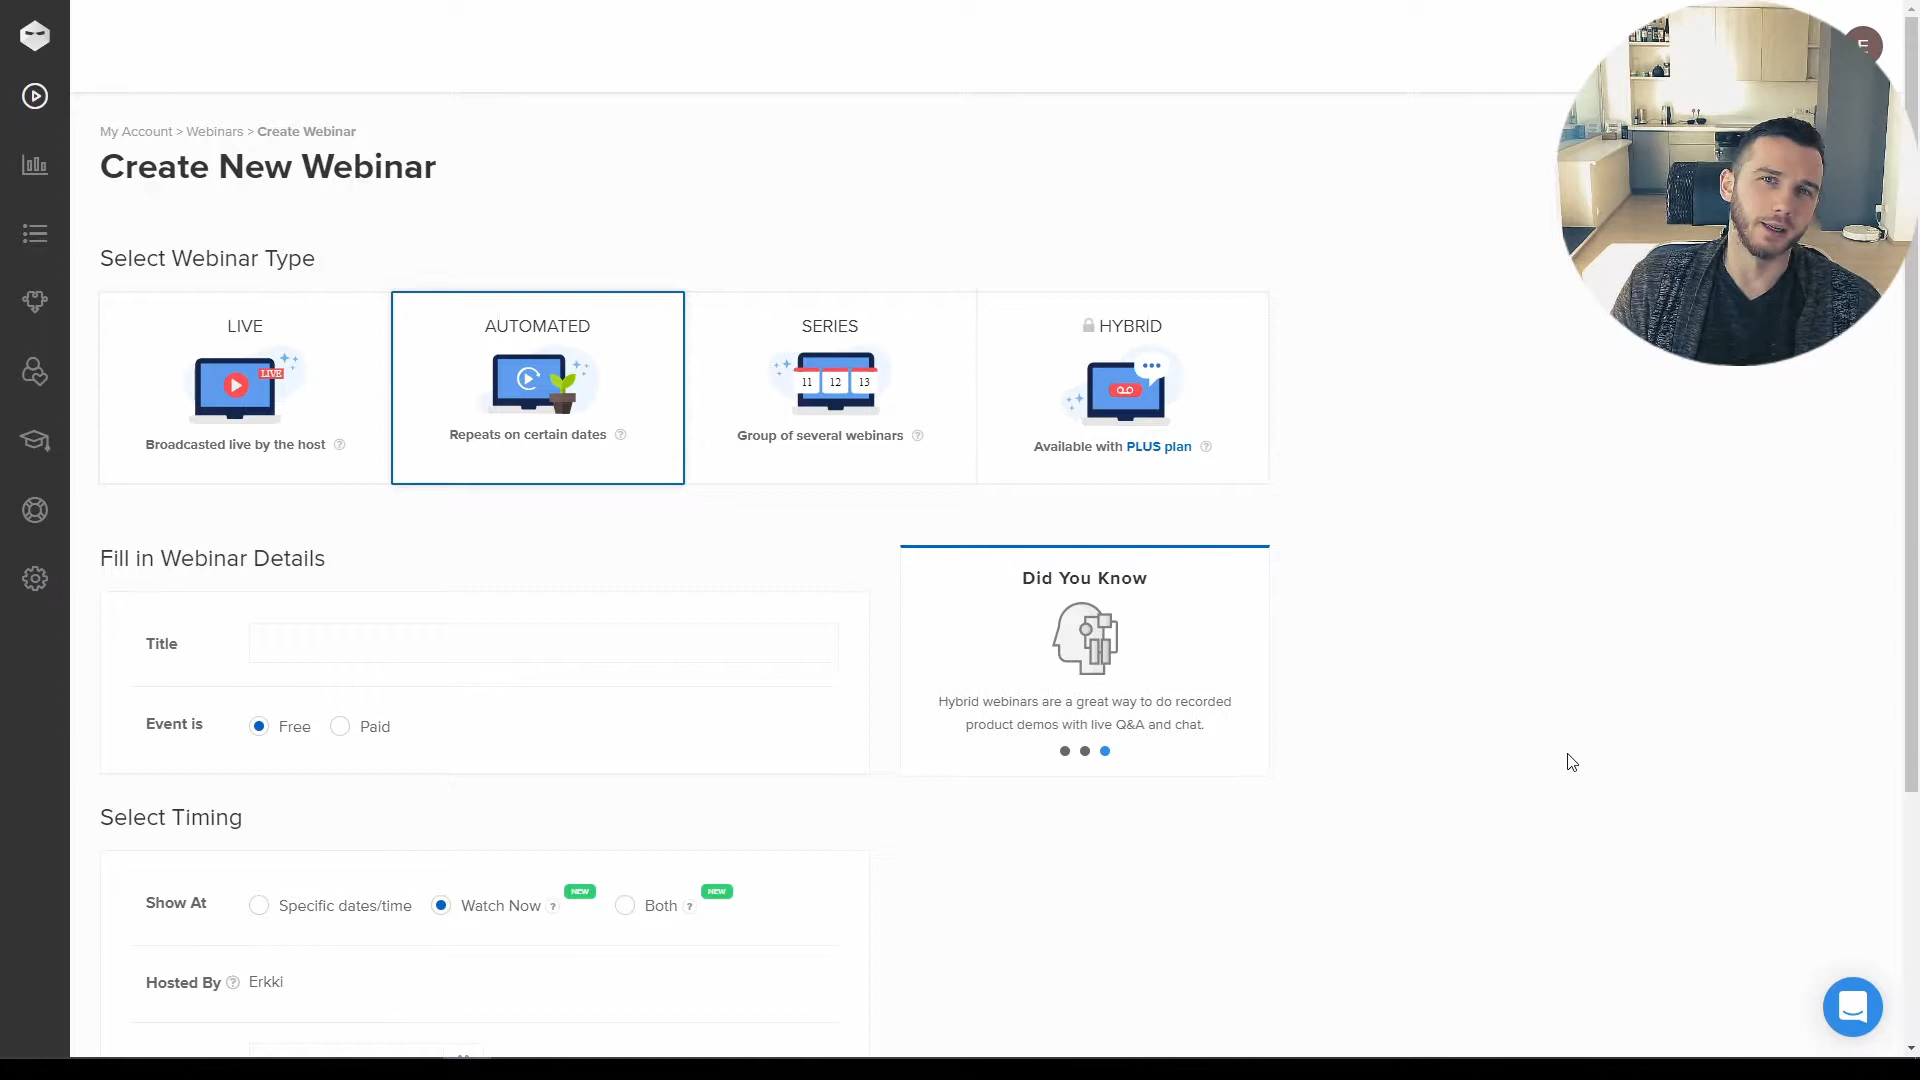 E
My Account > Webinars > Create Webinar
Create New Webinar
Select Webinar Type
LIVE
LIVE
Broadcasted live by the host ?
AUTOMATED
Repeats on certain dates ?
SERIES
11 12 13
Group of several webinars ?
HYBRID
Available with PLUS plan ?
Fill in Webinar Details
Title
Event is Free Paid
Did You Know
Hybrid webinars are a great way to do recorded
product demos with live Q&A and chat.
Select Timing
NEW NEW
Show At Specific dates/time Watch Now ? Both ?
Hosted By ? Erkki